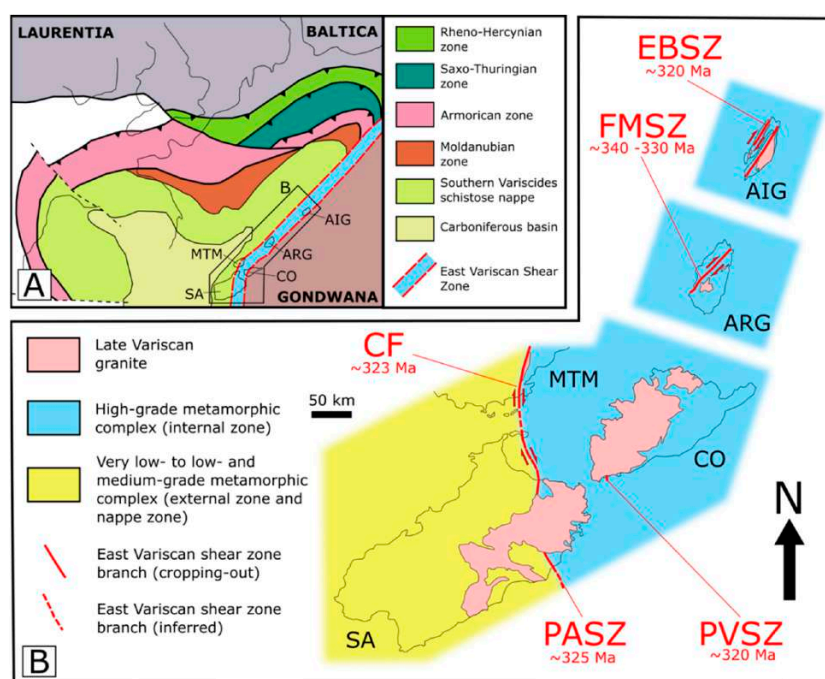 LAURENTIA
BALTICA
B
AIG
MTM
ARG
CO
SA
GONDWANA
A
Rheno-Hercynian
zone
Saxo-Thuringian
zone
Armorican zone
Moldanubian
zone
Southern Variscides
schistose nappe
Carboniferous basin
East Variscan Shear
Zone
EBSZ
~320 Ma
FMSZ
~340 -330 Ma
AIG
ARG
Late Variscan
granite
High-grade metamorphic
complex (internal zone)
Very low- to low- and
medium-grade metamorphic
complex (external zone and
nappe zone)
East Variscan shear zone
branch (cropping-out)
East Variscan shear zone
branch (inferred)
B
50 km
CF
~323 Ma
MTM
CO
N
SA
PASZ
~325 Ma
PVSZ
~320 Ma